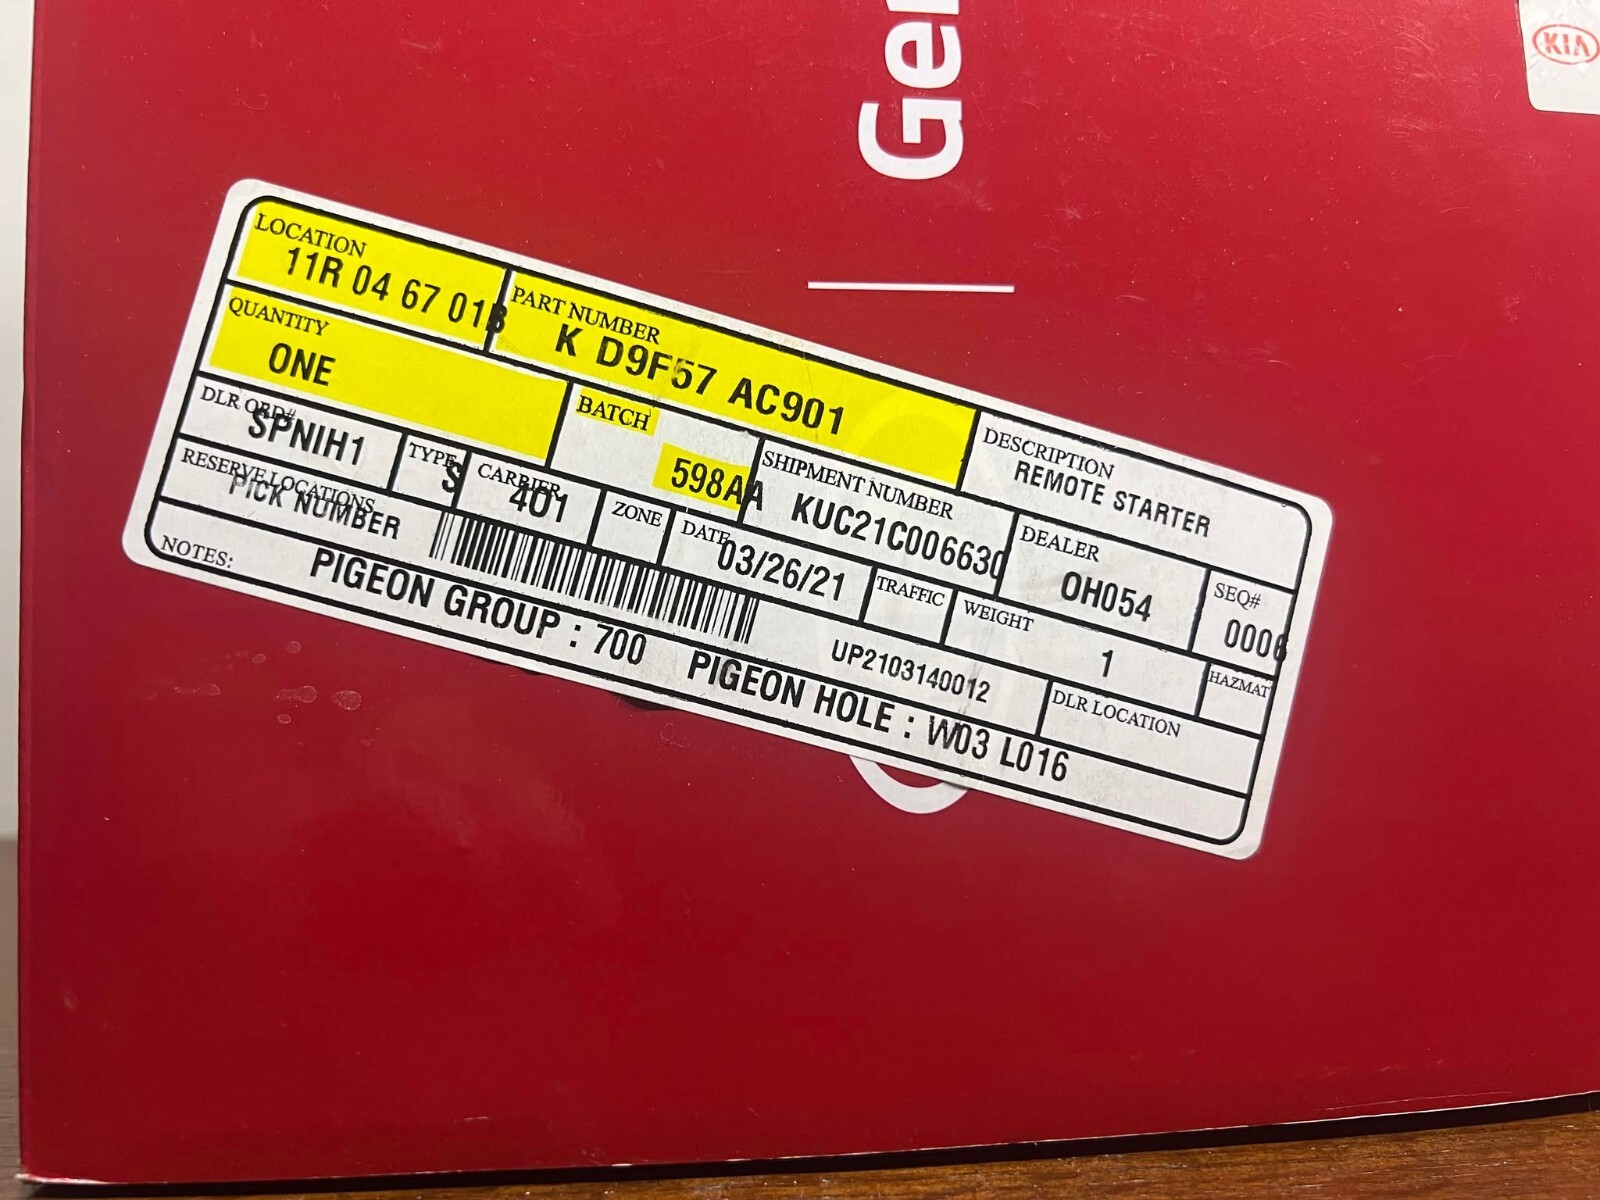 Ge
KIA
LOCATION
11R 04 67 01B
PART NUMBER
K D9F57 AC901
DESCRIPTION
REMOTE STARTER
QUANTITY
ONE
BATCH
598AA
SHIPMENT NUMBER
KUC21C006630
DEALER
OH054
SEQ#
0006
DLR ORD#
SPNIH1
TYPE
S
CARRIER
401
ZONE
DATE
03/26/21
TRAFFIC
WEIGHT
1
HAZMAT
RESERVE LOCATIONS
PICK NUMBER
UP2103140012
DLR LOCATION
NOTES:
PIGEON GROUP : 700 PIGEON HOLE : W03 L016